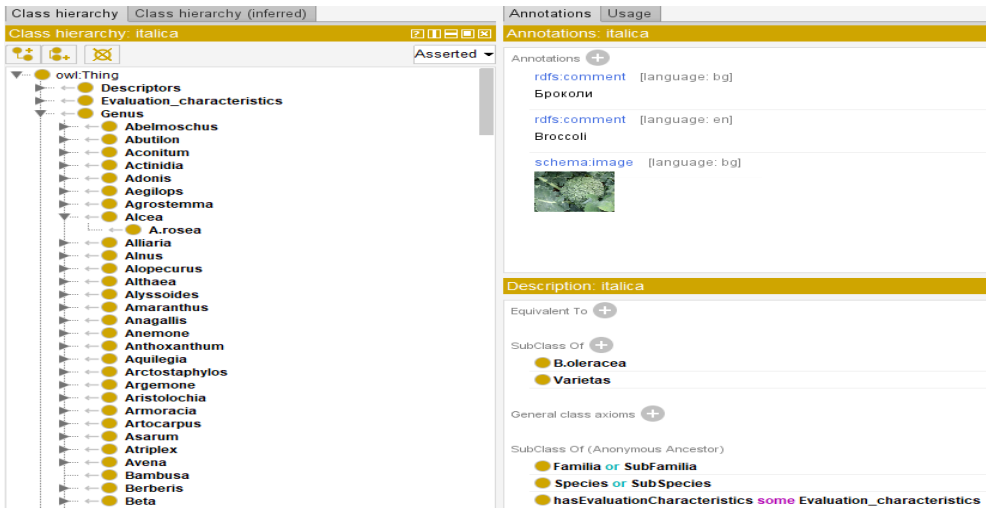 Class hierarchy Class hierarchy (inferred)
Class hierarchy: italica
Asserted
owl:Thing
Descriptors
Evaluation_characteristics
Genus
Abelmoschus
Abutilon
Aconitum
Actinidia
Adonis
Aegilops
Agrostemma
Alcea
A.rosea
Alliaria
Alnus
Alopecurus
Althaea
Alyssoides
Amaranthus
Anagallis
Anemone
Anthoxanthum
Aquilegia
Arctostaphylos
Argemone
Aristolochia
Armoracia
Artocarpus
Asarum
Atriplex
Avena
Bambusa
Berberis
Beta
Annotations Usage
Annotations: italica
Annotations
rdfs:comment [language: bg]
Броколи
rdfs:comment [language: en]
Broccoli
schema:image [language: bg]
Description: italica
Equivalent To
SubClass Of
B.oleracea
Varietas
General class axioms
SubClass Of (Anonymous Ancestor)
Familia or SubFamilia
Species or SubSpecies
hasEvaluationCharacteristics some Evaluation_characteristics